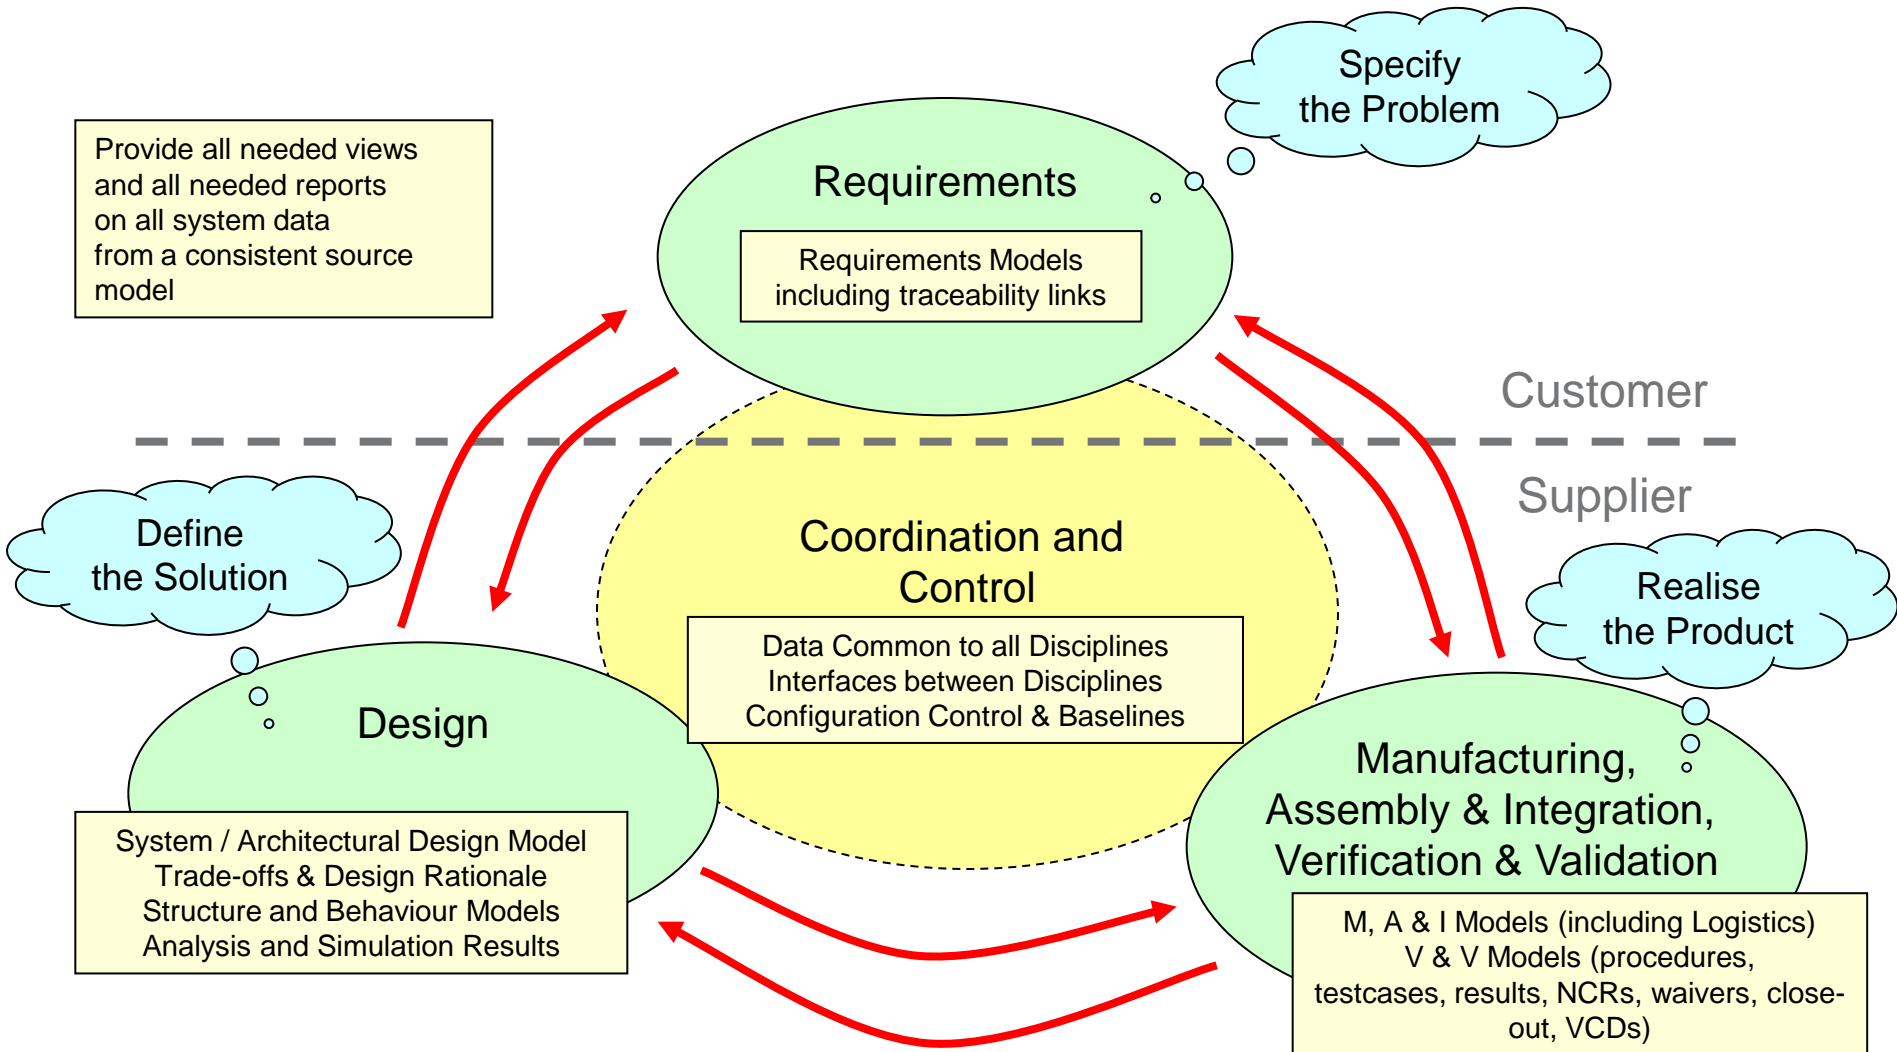 Specify
the Problem
Provide all needed views
and all needed reports
on all system data
from a consistent source
model
Requirements
Requirements Models
including traceability links
Customer
Supplier
Define
the Solution
Coordination and
Control
Data Common to all Disciplines
Interfaces between Disciplines
Configuration Control & Baselines
Realise
the Product
Design
System / Architectural Design Model
Trade-offs & Design Rationale
Structure and Behaviour Models
Analysis and Simulation Results
Manufacturing,
Assembly & Integration,
Verification & Validation
M, A & I Models (including Logistics)
V & V Models (procedures,
testcases, results, NCRs, waivers, close-
out, VCDs)